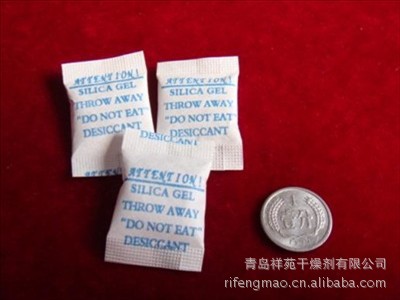 ATTENTION!
SILICA GEL
THROW AWAY
"DO NOT EAT"
DESICCANT
ATTENTION!
SILICA GEL
THROW AWAY
"DO NOT EAT"
DESICCANT
ATTENTION!
SILICA GEL
THROW AWAY
"DO NOT EAT"
DESICCANT
青岛祥苑干燥剂有限公司
rifengmao.cn.alibaba.com